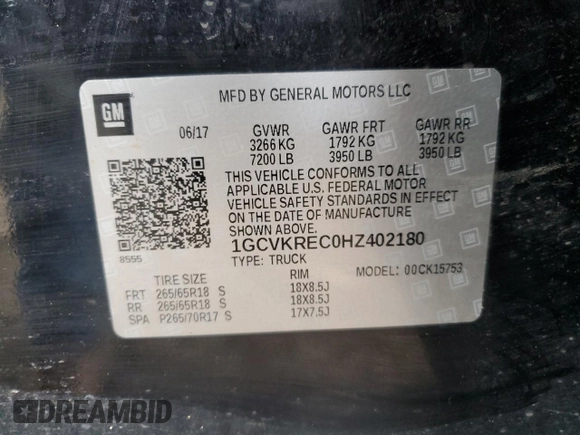 GM
MFD BY GENERAL MOTORS LLC
06/17 GVWR GAWR FRT GAWR RR
3266 KG 1792 KG 1792 KG
7200 LB 3950 LB 3950 LB
THIS VEHICLE CONFORMS TO ALL
APPLICABLE U.S. FEDERAL MOTOR
VEHICLE SAFETY STANDARDS IN EFFECT
ON THE DATE OF MANUFACTURE
SHOWN ABOVE.
8555
1GCVKREC0HZ402180
TYPE: TRUCK MODEL: 00CK15753
TIRE SIZE RIM
FRT 265/65R18 S 18X8.5J
RR 265/65R18 S 18X8.5J
SPA P265/70R17 S 17X7.5J
DREAMBID